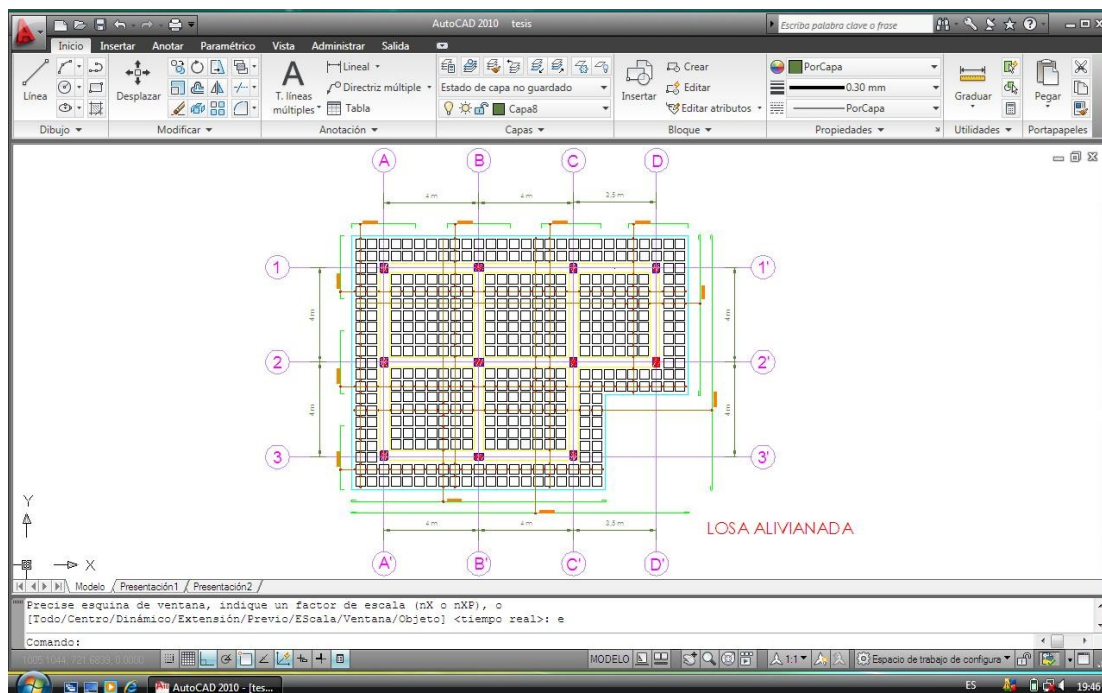 AutoCAD 2010 tesis
Escriba palabra clave o frase
Inicio Insertar Anotar Paramétrico Vista Administrar Salida
Línea
Desplazar
A
T. líneas múltiples
Lineal
Directriz múltiple
Tabla
Estado de capa no guardado
Capa8
Insertar
Crear
Editar
Editar atributos
PorCapa
0.30 mm
PorCapa
Graduar
Pegar
Dibujo Modificar Anotación Capas Bloque Propiedades Utilidades Portapapeles
A B C D
4 m 4 m 3,5 m
1 1'
4 m 4 m
2 2'
4 m 4 m
3 3'
4 m 4 m 3,5 m
LOSA ALIVIANADA
A' B' C' D'
Y
X
Modelo Presentación1 Presentación2
Precise esquina de ventana, indique un factor de escala (nX o nXP), o
[Todo/Centro/Dinámico/Extensión/Previo/EScala/Ventana/Objeto] <tiempo real>: e
Comando:
MODELO 1:1 Espacio de trabajo de configura
AutoCAD 2010 - [tes...
ES 19:46